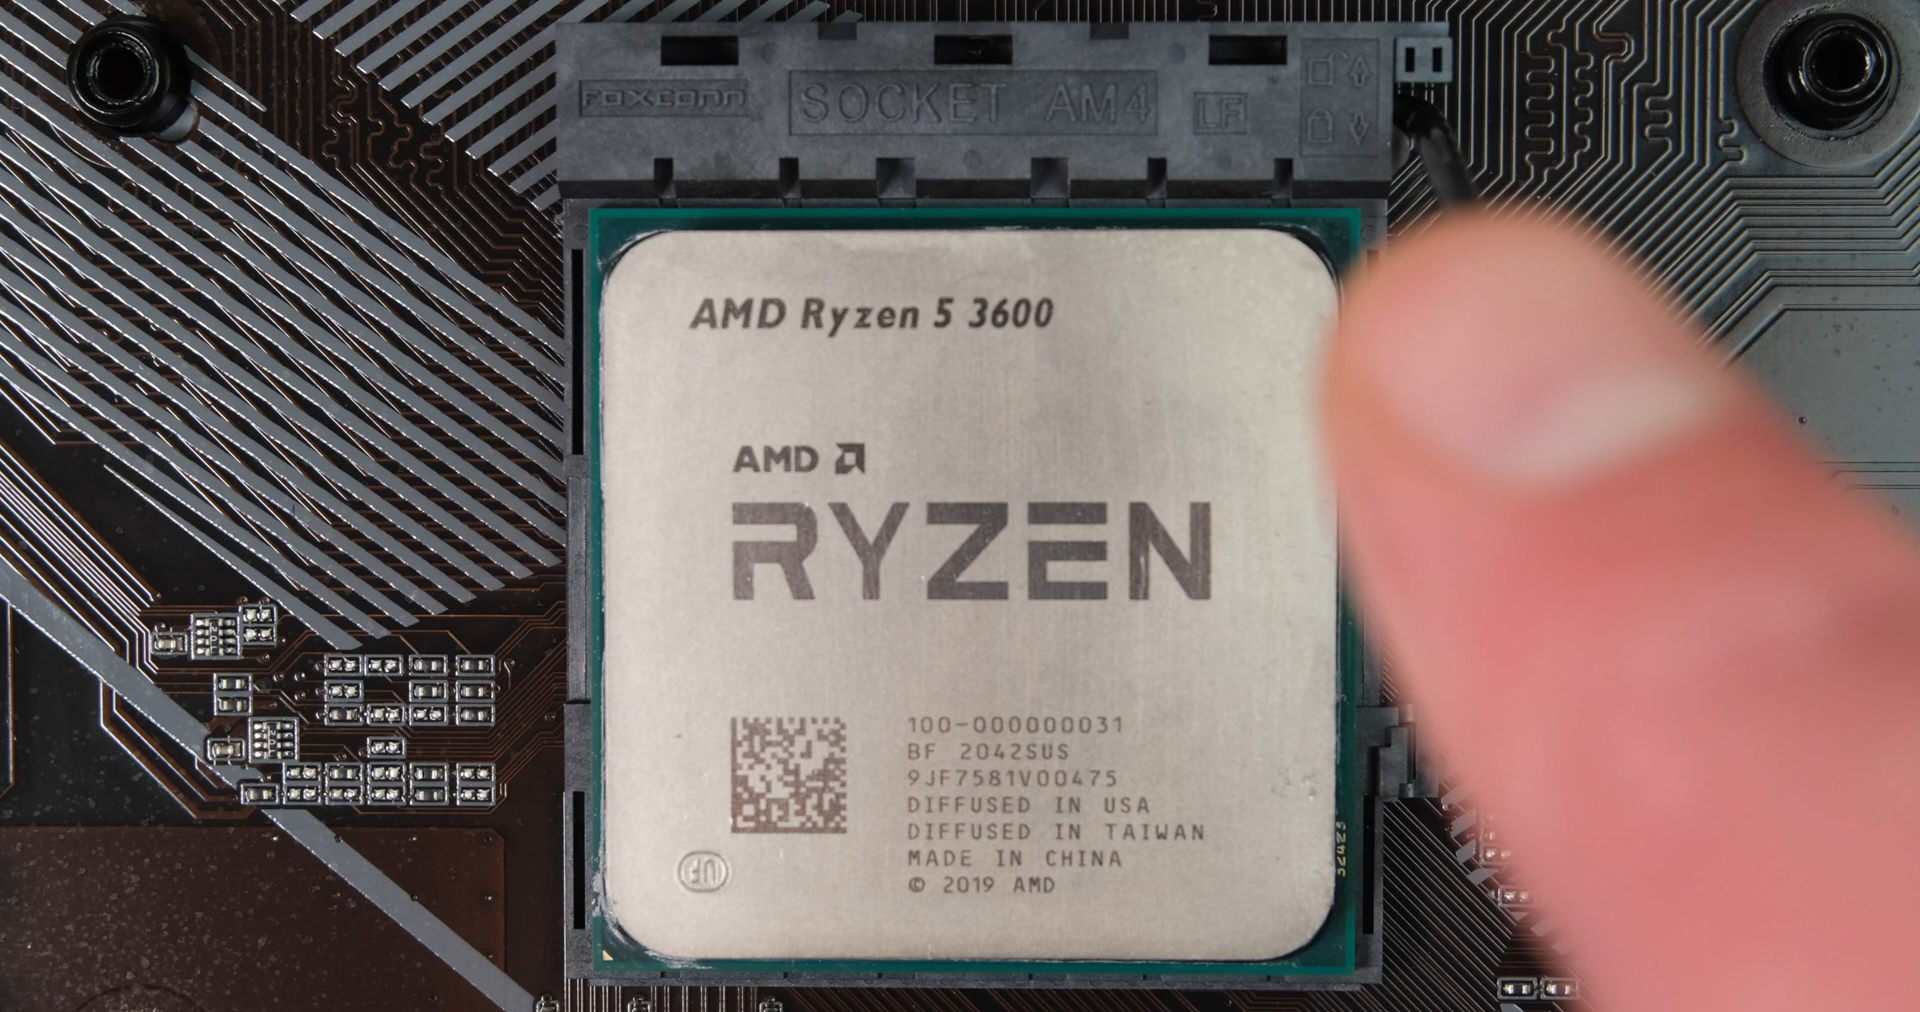 FOXCONN
SOCKET AM4
LF
AMD Ryzen 5 3600
AMD
RYZEN
100-000000031
BF 2042SUS
9JF7581V00475
DIFFUSED IN USA
DIFFUSED IN TAIWAN
MADE IN CHINA
© 2019 AMD